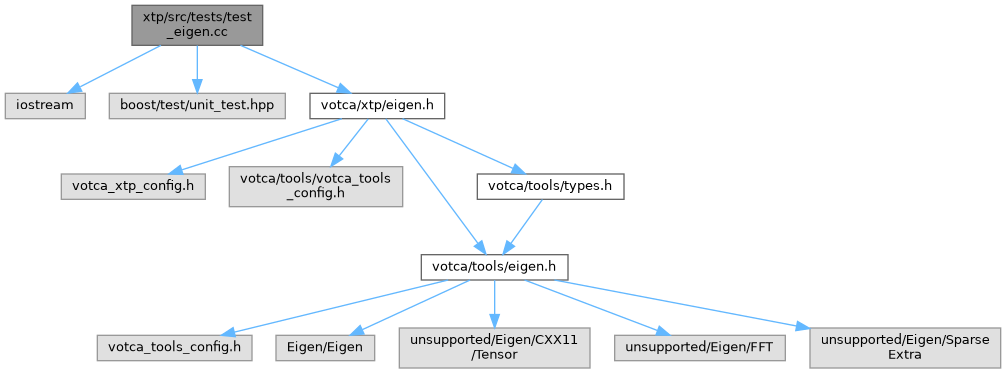 xtp/src/tests/test
_eigen.cc
iostream
boost/test/unit_test.hpp
votca/xtp/eigen.h
votca_xtp_config.h
votca/tools/votca_tools
_config.h
votca/tools/types.h
votca/tools/eigen.h
votca_tools_config.h
Eigen/Eigen
unsupported/Eigen/CXX11
/Tensor
unsupported/Eigen/FFT
unsupported/Eigen/Sparse
Extra